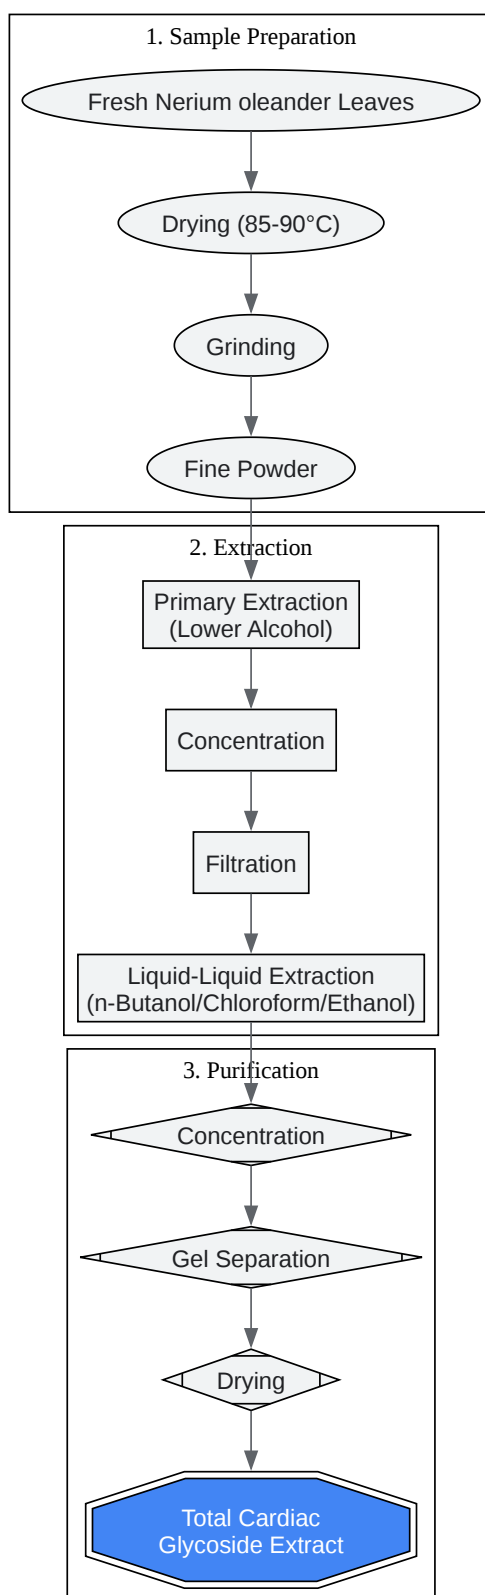 1. Sample Preparation
Fresh Nerium oleander Leaves
Drying (85-90°C)
Grinding
Fine Powder
2. Extraction
Primary Extraction
(Lower Alcohol)
Concentration
Filtration
Liquid-Liquid Extraction
(n-Butanol/Chloroform/Ethanol)
3. Purification
Concentration
Gel Separation
Drying
Total Cardiac
Glycoside Extract